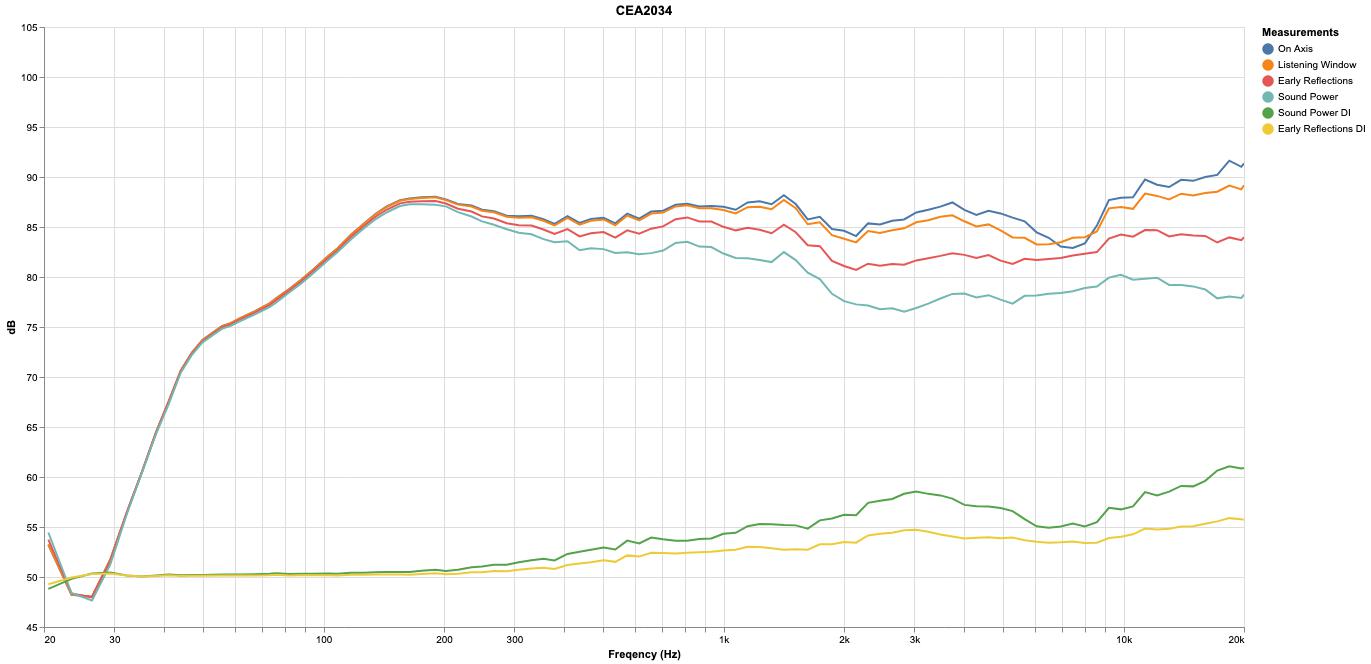 CEA2034
105
100
95
90
85
80
75
70
65
60
55
50
45
dB
20
30
100
200
300
1k
2k
3k
10k
20k
Freqency (Hz)
Measurements
On Axis
Listening Window
Early Reflections
Sound Power
Sound Power DI
Early Reflections DI